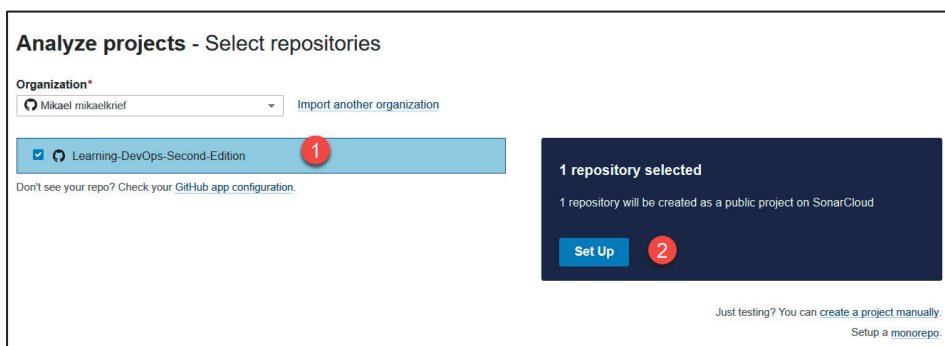 Analyze projects - Select repositories
Organization*
Mikael mikaelkrief
Import another organization
Learning-DevOps-Second-Edition
1
Don't see your repo? Check your GitHub app configuration.
1 repository selected
1 repository will be created as a public project on SonarCloud
Set Up
2
Just testing? You can create a project manually.
Setup a monorepo.